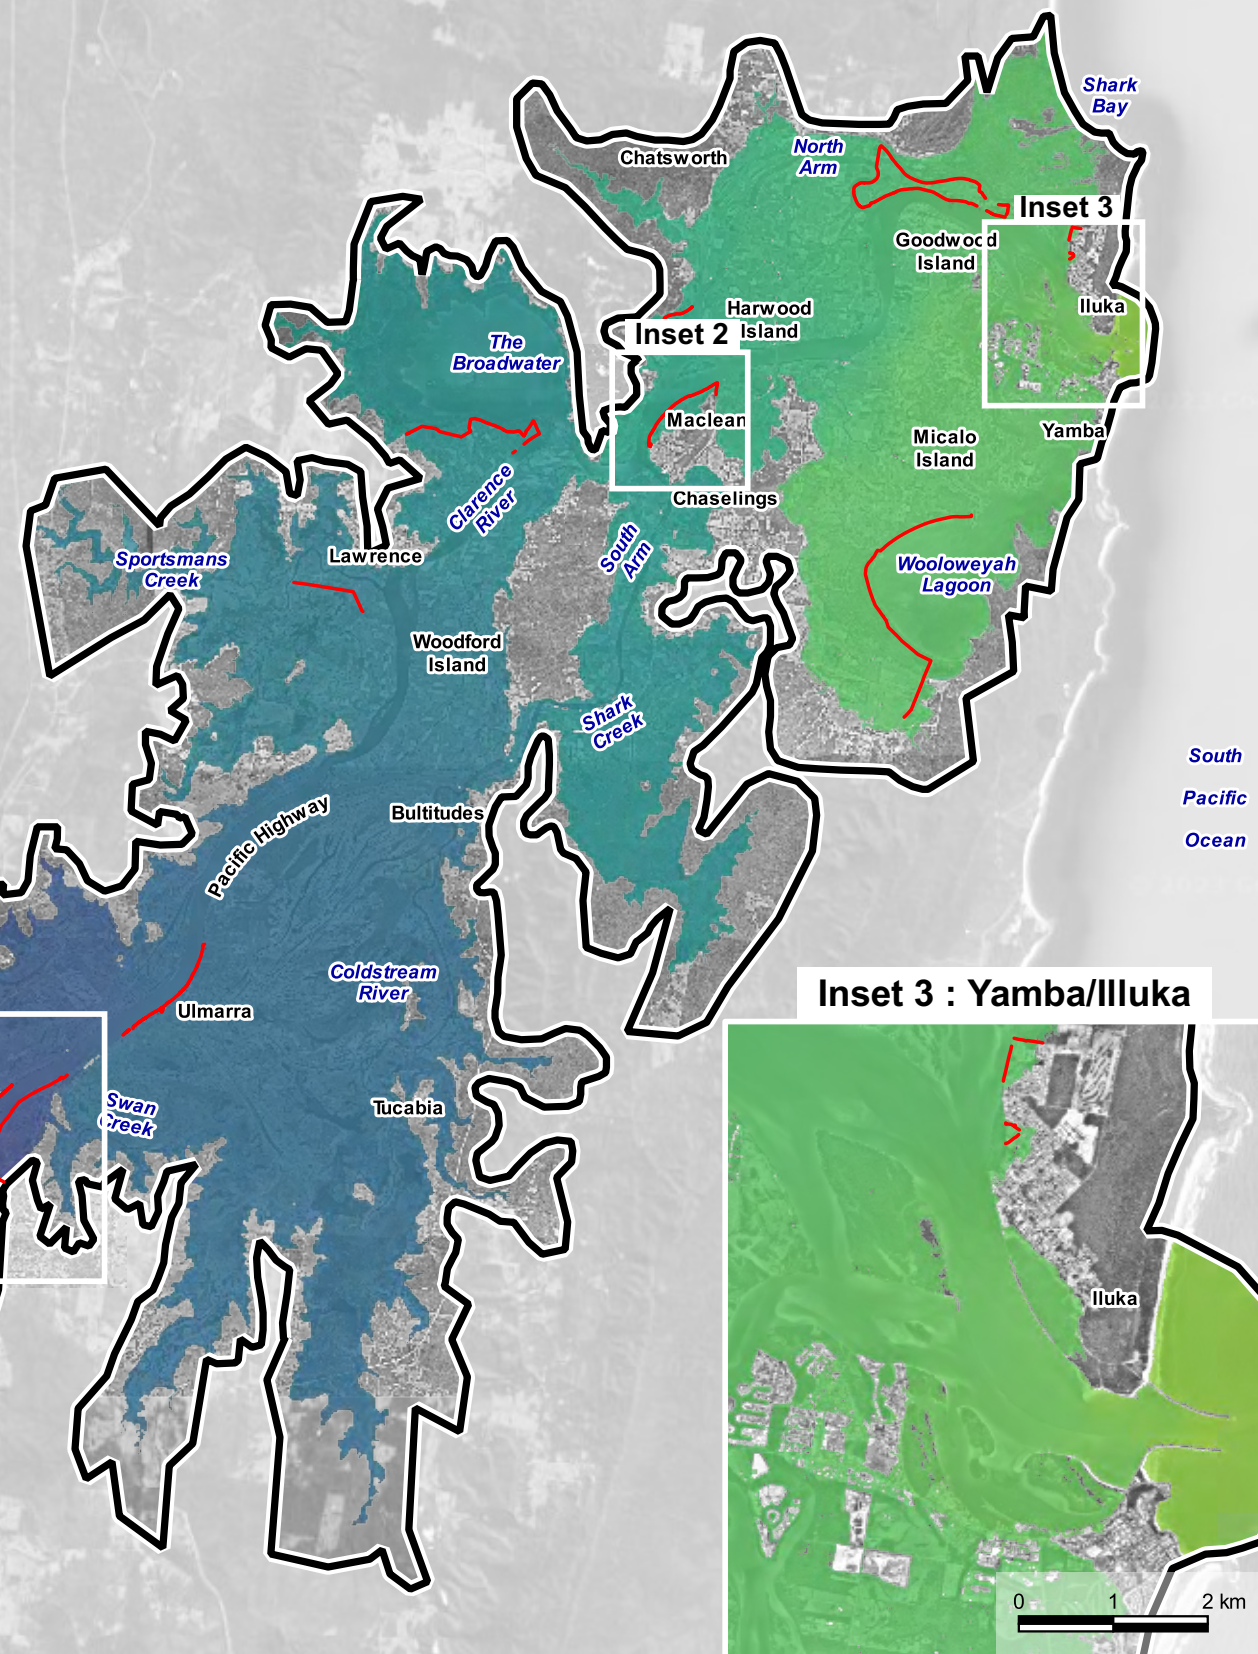 Shark
Bay
North
Arm
Chatsworth
Inset 3
Goodwood
Island
Iluka
Harwood
Island
Inset 2
The
Broadwater
Maclean
Yamba
Micalo
Island
Clarence
River
Chaselings
South
Arm
Lawrence
Sportsmans
Creek
Wooloweyah
Lagoon
Woodford
Island
Shark
Creek
South
Pacific
Ocean
Bultitudes
Pacific Highway
Coldstream
River
Ulmarra
Inset 3 : Yamba/Illuka
Swan
Creek
Tucabia
Iluka
0 1 2 km